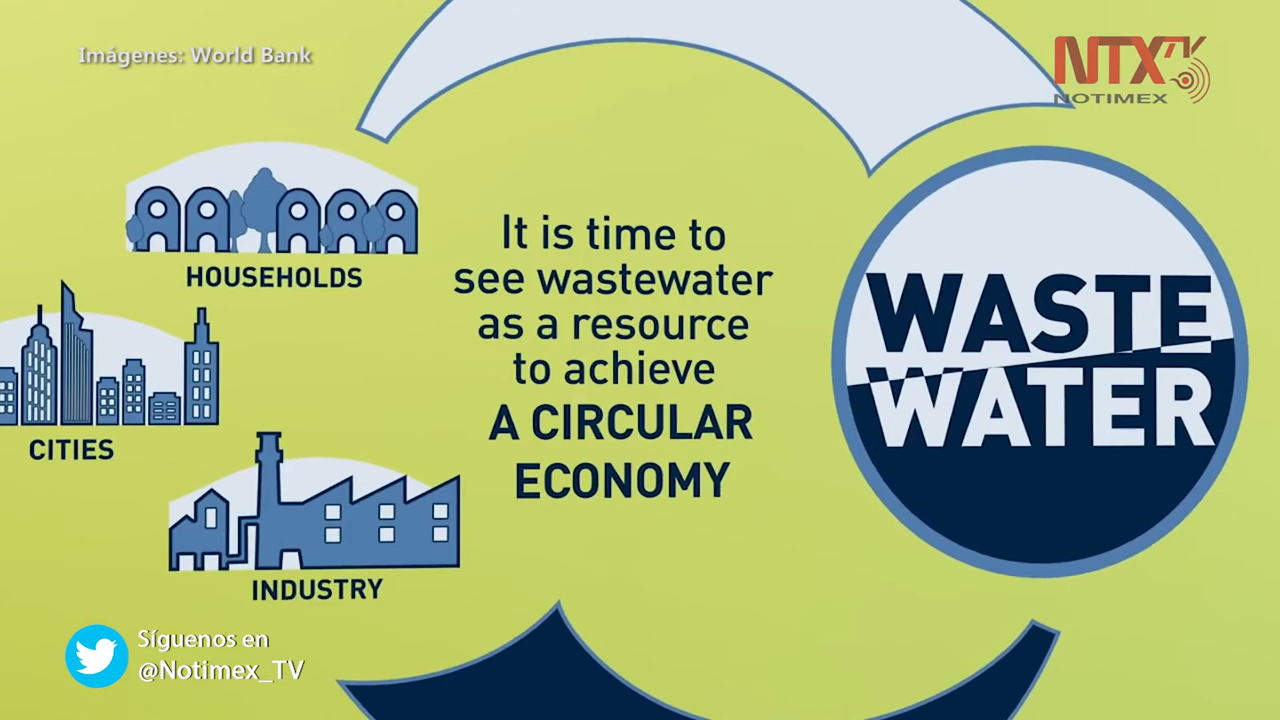 Imágenes: World Bank
NTX TV
NOTIMEX
HOUSEHOLDS
CITIES
INDUSTRY
It is time to
see wastewater
as a resource
to achieve
A CIRCULAR
ECONOMY
WASTE
WATER
Síguenos en
@Notimex_TV